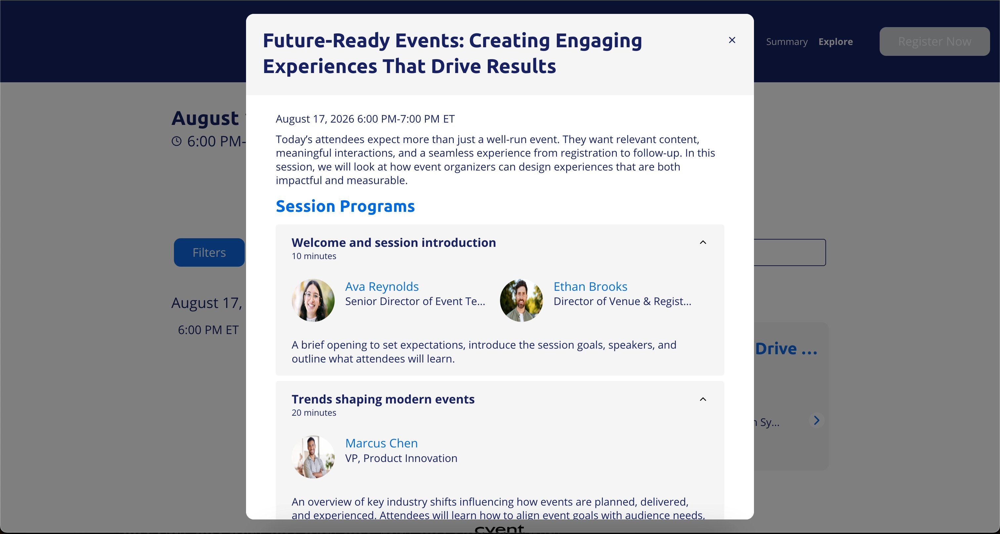 Summary Explore Register Now
Future-Ready Events: Creating Engaging
Experiences That Drive Results
August
6:00 PM-
Filters
August 17,
6:00 PM ET
August 17, 2026 6:00 PM-7:00 PM ET
Today’s attendees expect more than just a well-run event. They want relevant content,
meaningful interactions, and a seamless experience from registration to follow-up. In this
session, we will look at how event organizers can design experiences that are both
impactful and measurable.
Session Programs
Welcome and session introduction
10 minutes
Ava Reynolds
Senior Director of Event Te...
Ethan Brooks
Director of Venue & Regist...
A brief opening to set expectations, introduce the session goals, speakers, and
outline what attendees will learn.
Trends shaping modern events
20 minutes
Marcus Chen
VP, Product Innovation
An overview of key industry shifts influencing how events are planned, delivered,
and experienced. Attendees will learn how to align event goals with audience needs,
Drive ...
Sy...
cvent